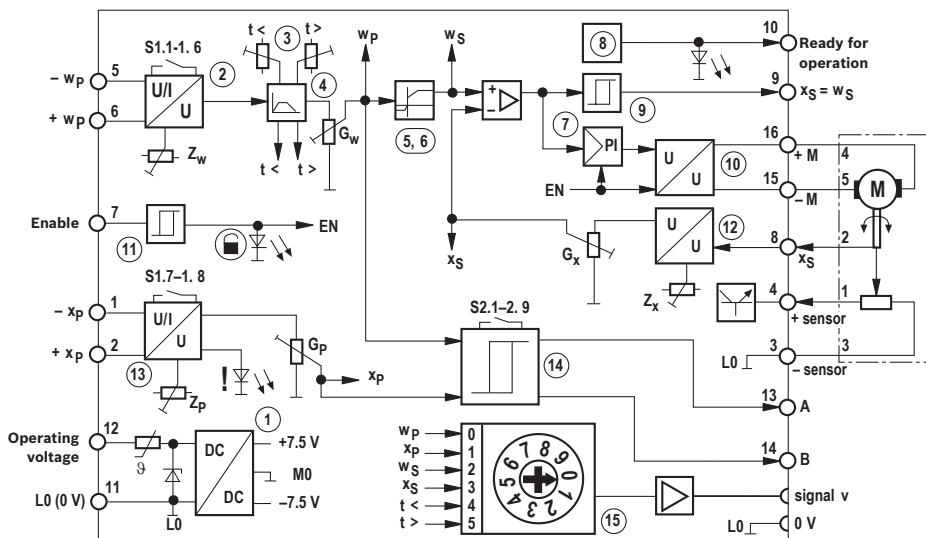 S1.1-1. 6
t <
3
t >
wP
wS
8
10
Ready for
operation
– wP
5
U/I
U
2
4
+
–
9
xS = wS
+ wP
6
GW
5, 6
7
9
ZW
t <
t >
PI
U
U
10
16
+ M
4
EN
15
– M
5
M
Enable
7
11
EN
12
U
U
8
xS
2
xS
Gx
Zx
S1.7–1. 8
– xP
1
U/I
U
S2.1–2. 9
4
+ sensor
1
+ xP
2
GP
13
!
xP
14
L0
3
– sensor
3
ZP
13
A
Operating
voltage
12
ϑ
1
DC
DC
+7.5 V
M0
–7.5 V
wP
0
xP
1
wS
2
xS
3
t <
4
t >
5
0
1
2
3
4
5
6
7
8
9
14
B
L0 (0 V)
11
L0
15
signal v
L0
0 V